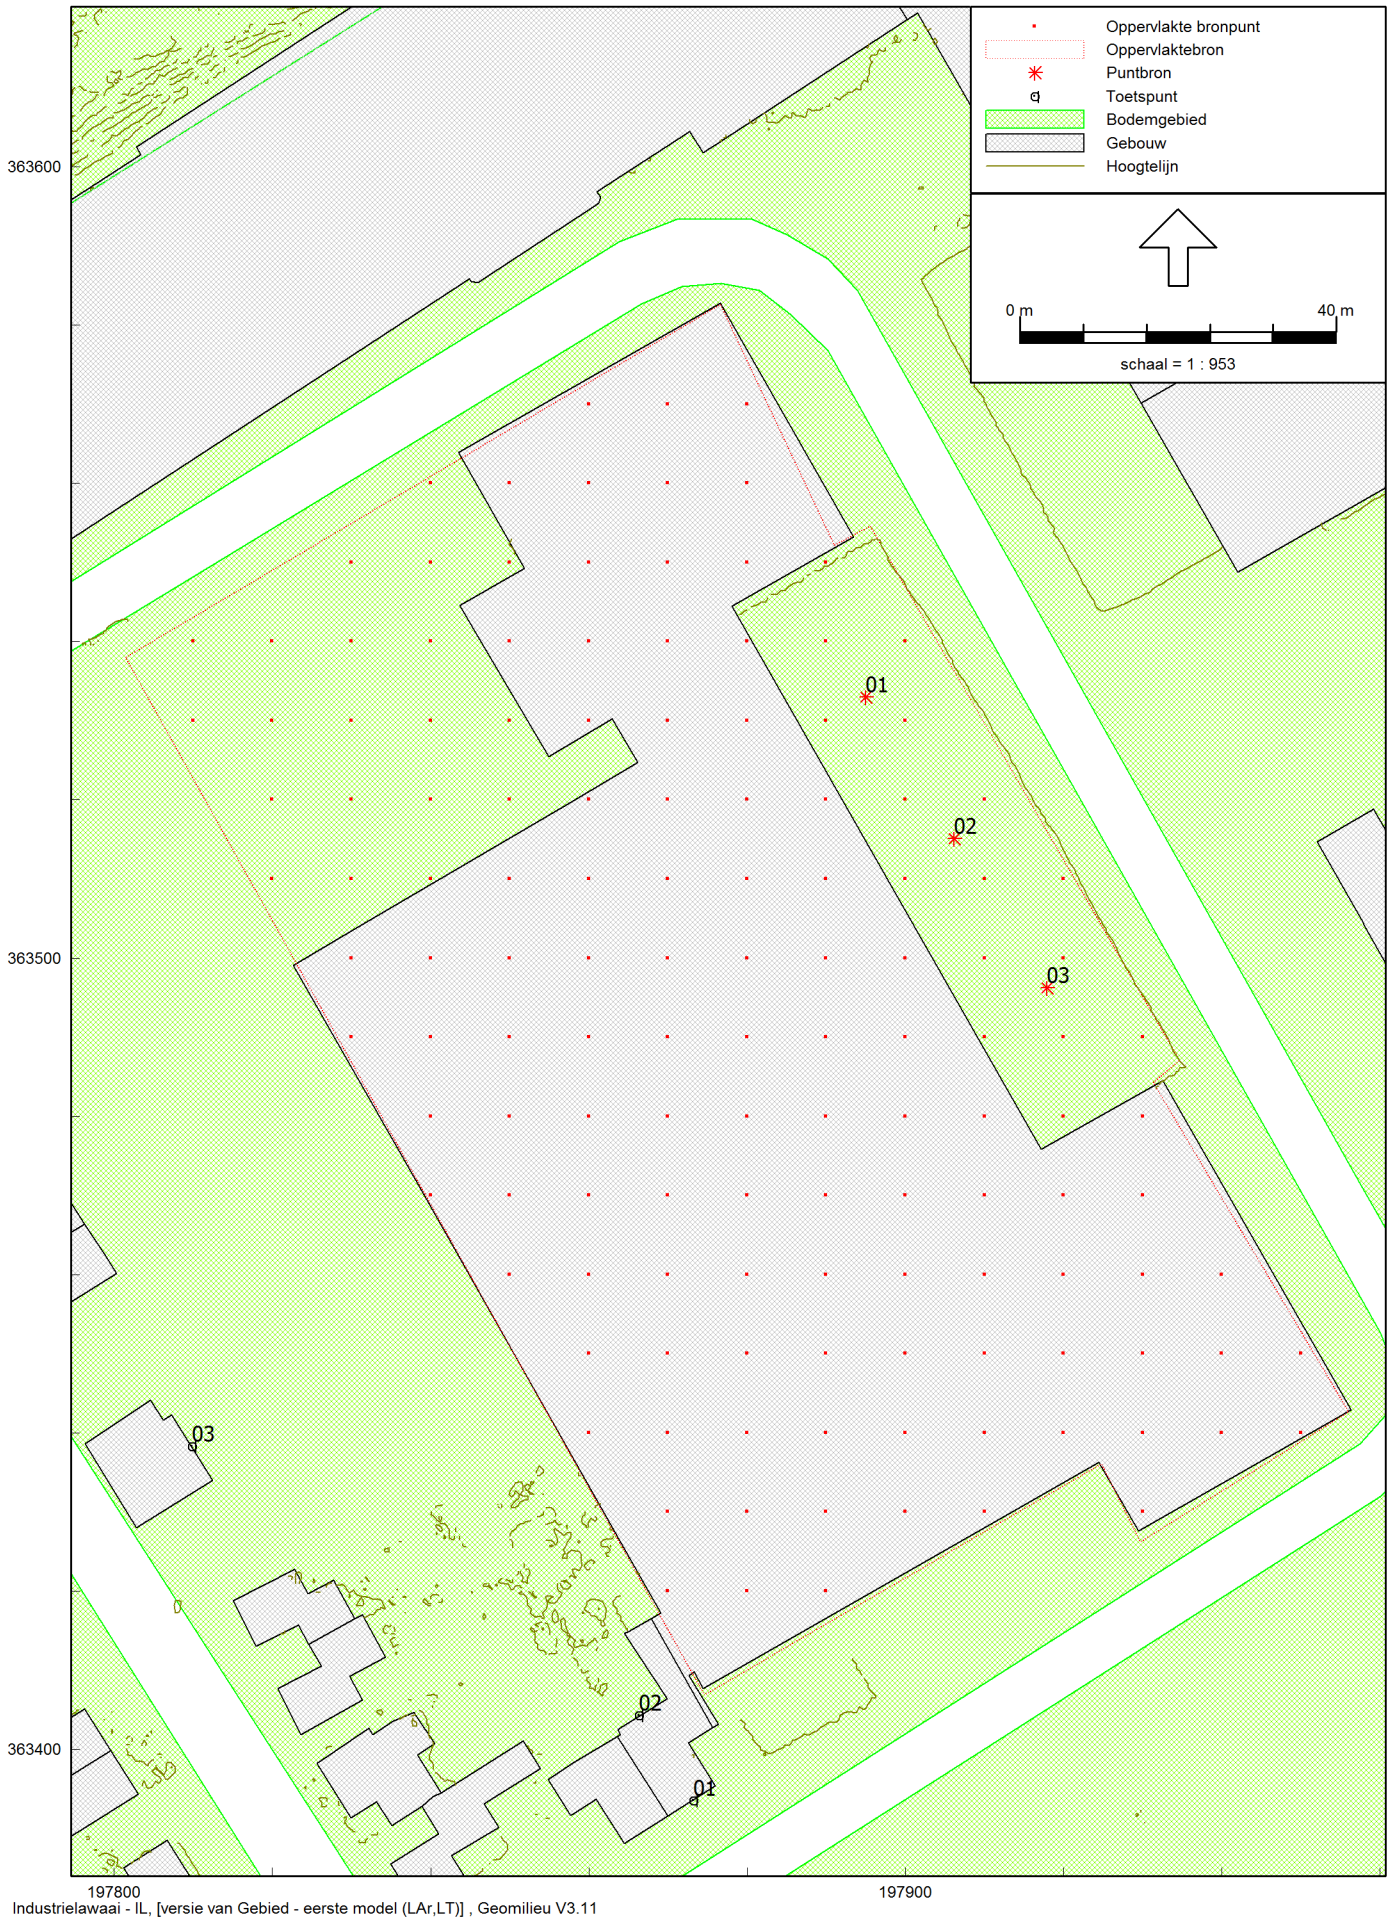 Oppervlakte bronpunt
Oppervlaktebron
Puntbron
Toetspunt
Bodemgebied
Gebouw
Hoogtelijn
363600
0 m 40 m
schaal = 1 : 953
01
02
363500
03
03
02
363400
01
197800 197900
Industrielawaai - IL, [versie van Gebied - eerste model (LAr,LT)] , Geomilieu V3.11